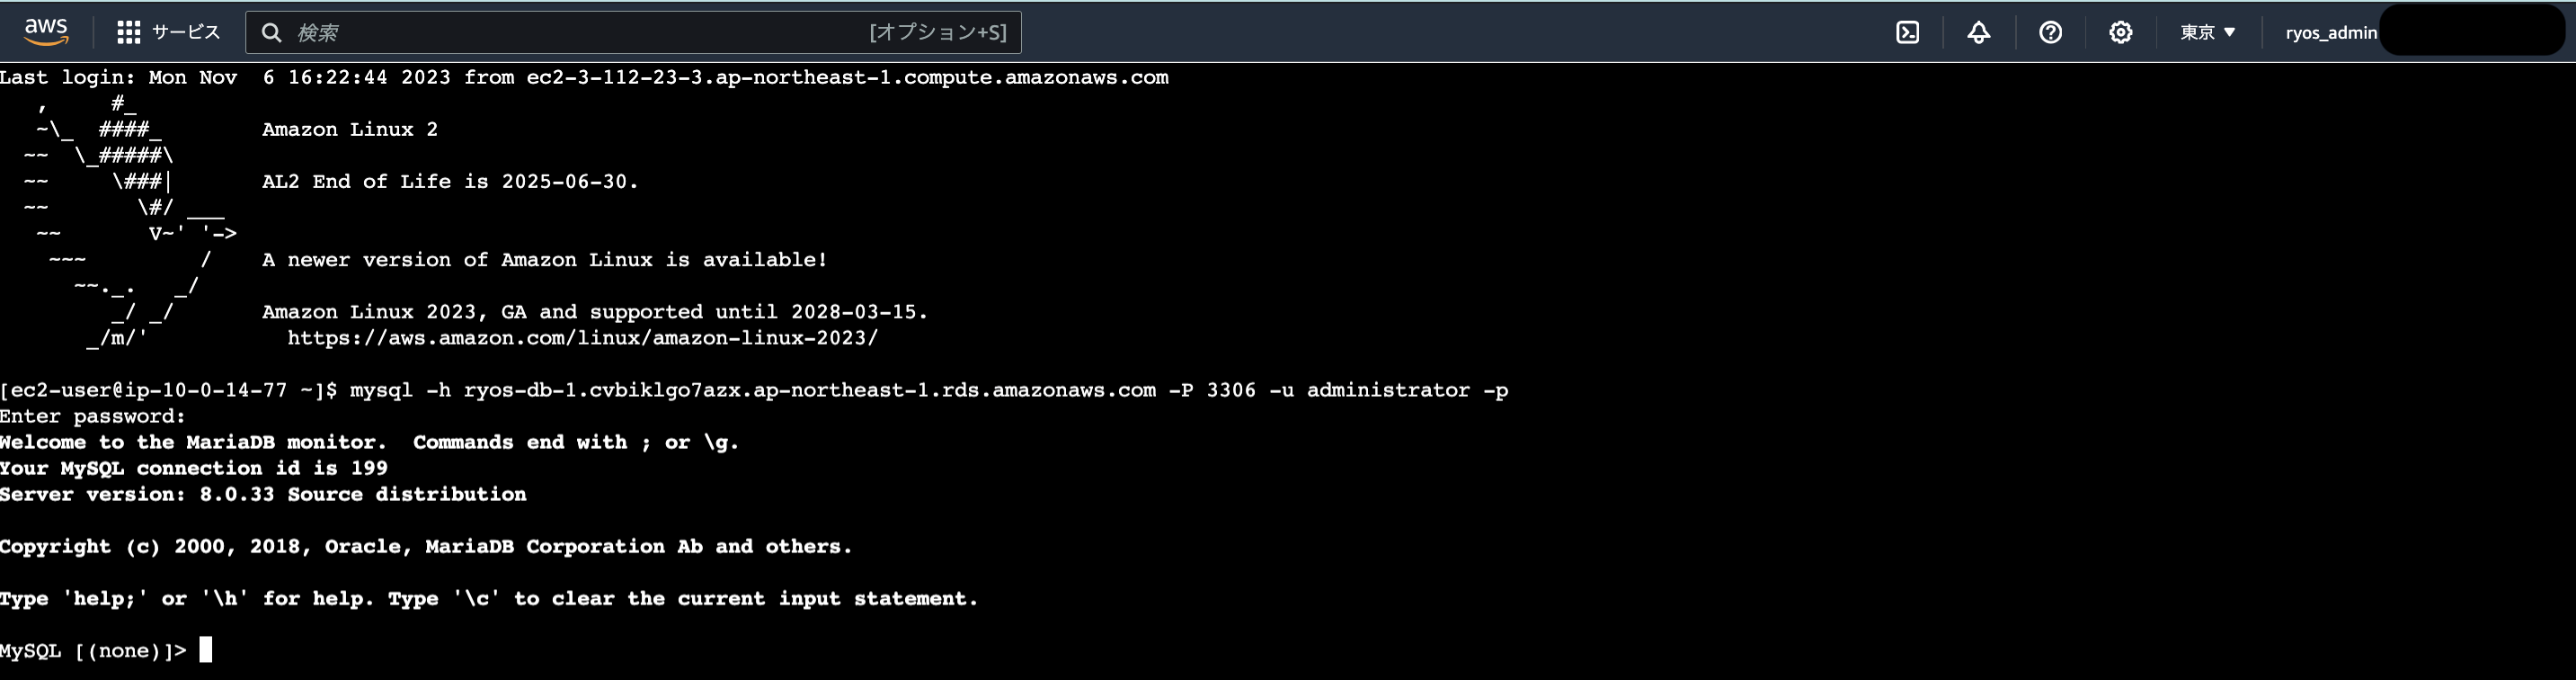 aws サービス 検索 [オプション+S] 東京 ▼ ryos_admin
Last login: Mon Nov  6 16:22:44 2023 from ec2-3-112-23-3.ap-northeast-1.compute.amazonaws.com
   ,     #_
   ~\_  ####_        Amazon Linux 2
  ~~  \_#####\
  ~~     \###|       AL2 End of Life is 2025-06-30.
  ~~       \#/ ___
   ~~       V~' '->
    ~~~         /    A newer version of Amazon Linux is available!
      ~~._.   _/
         _/ _/       Amazon Linux 2023, GA and supported until 2028-03-15.
       _/m/'           https://aws.amazon.com/linux/amazon-linux-2023/
[ec2-user@ip-10-0-14-77 ~]$ mysql -h ryos-db-1.cvbiklgo7azx.ap-northeast-1.rds.amazonaws.com -P 3306 -u administrator -p
Enter password:
Welcome to the MariaDB monitor.  Commands end with ; or \g.
Your MySQL connection id is 199
Server version: 8.0.33 Source distribution
Copyright (c) 2000, 2018, Oracle, MariaDB Corporation Ab and others.
Type 'help;' or '\h' for help. Type '\c' to clear the current input statement.
MySQL [(none)]>